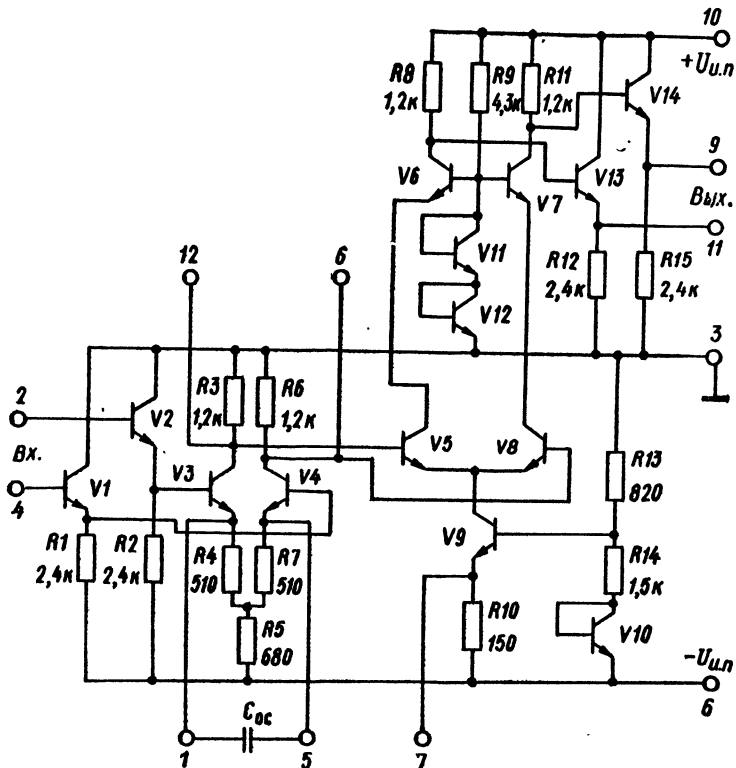 10
+Uи.п
R8
1,2к
R9
4,3к
R11
1,2к
V14
9
V6
V7
V13
Вых.
11
V11
R12
2,4к
R15
2,4к
12
6
V12
3
R3
1,2к
R6
1,2к
2
V2
Вх.
V5
V8
R13
820
4
V1
V3
V4
V9
R1
2,4к
R2
2,4к
R4
510
R7
510
R14
1,5к
R5
680
R10
150
V10
-Uи.п
6
Cос
1
5
7